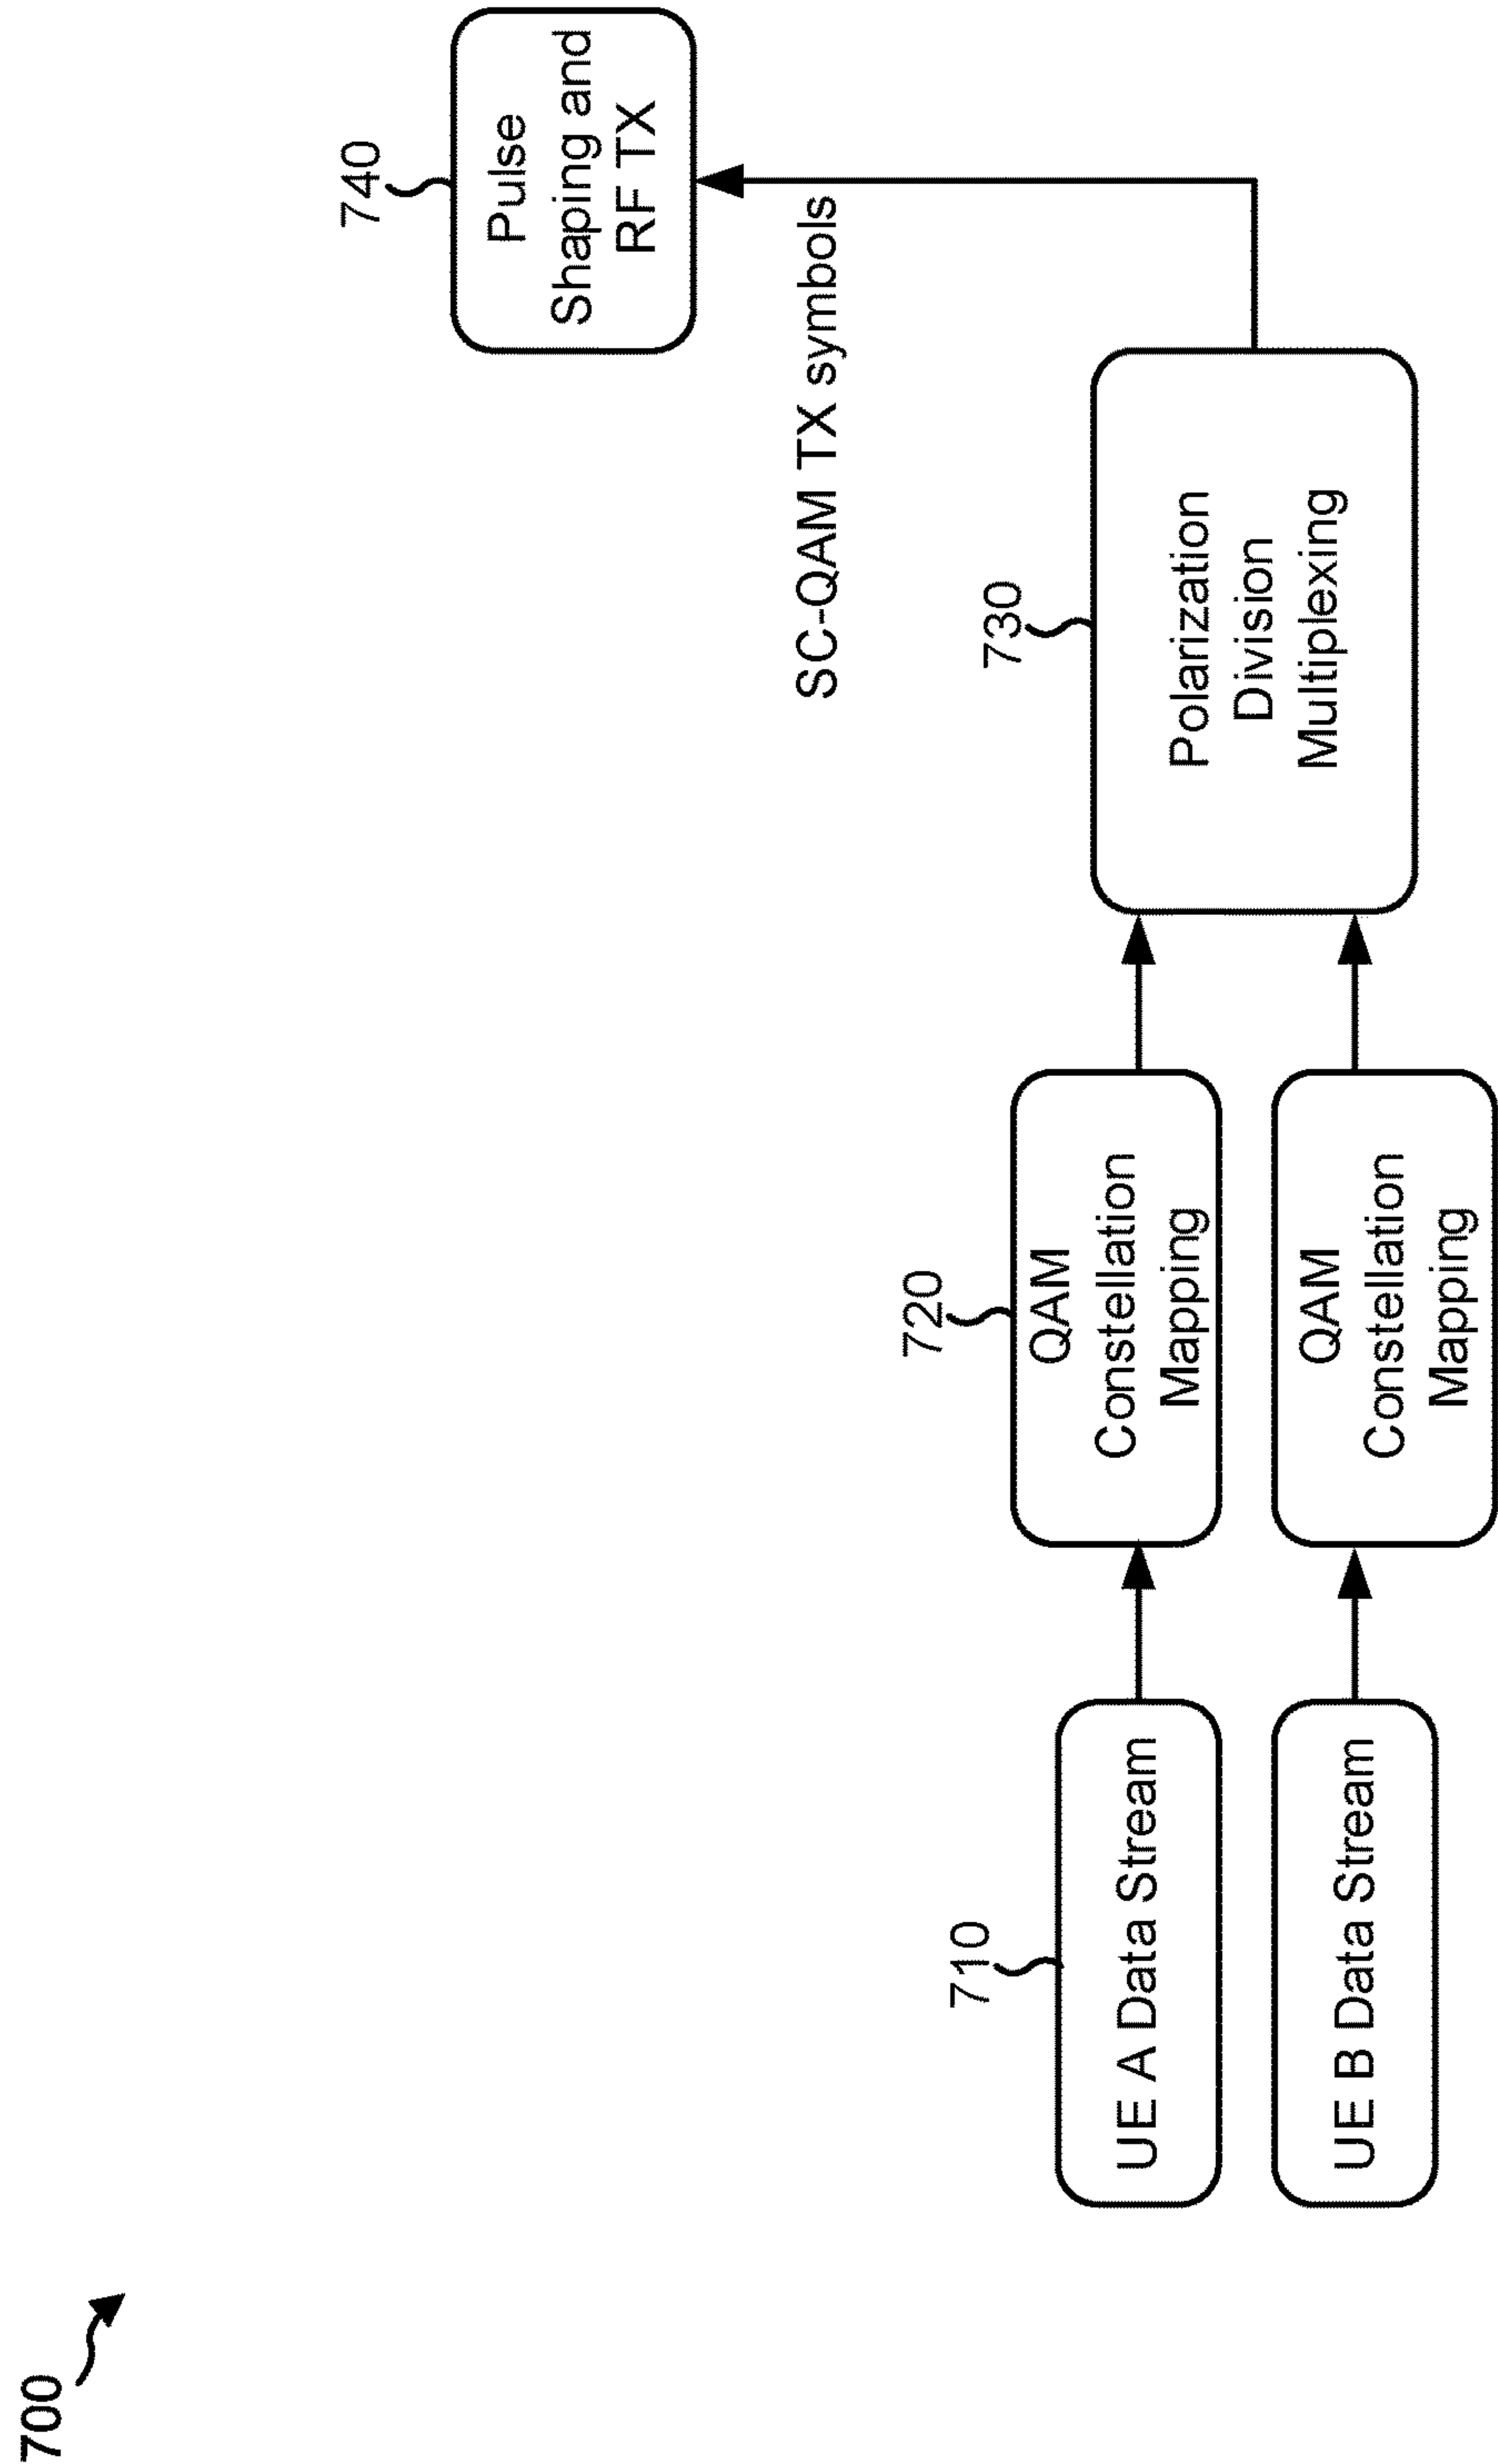 700
710
UE A Data Stream
UE B Data Stream
720
QAM
Constellation
Mapping
QAM
Constellation
Mapping
730
Polarization
Division
Multiplexing
SC-QAM TX symbols
740
Pulse
Shaping and
RF TX